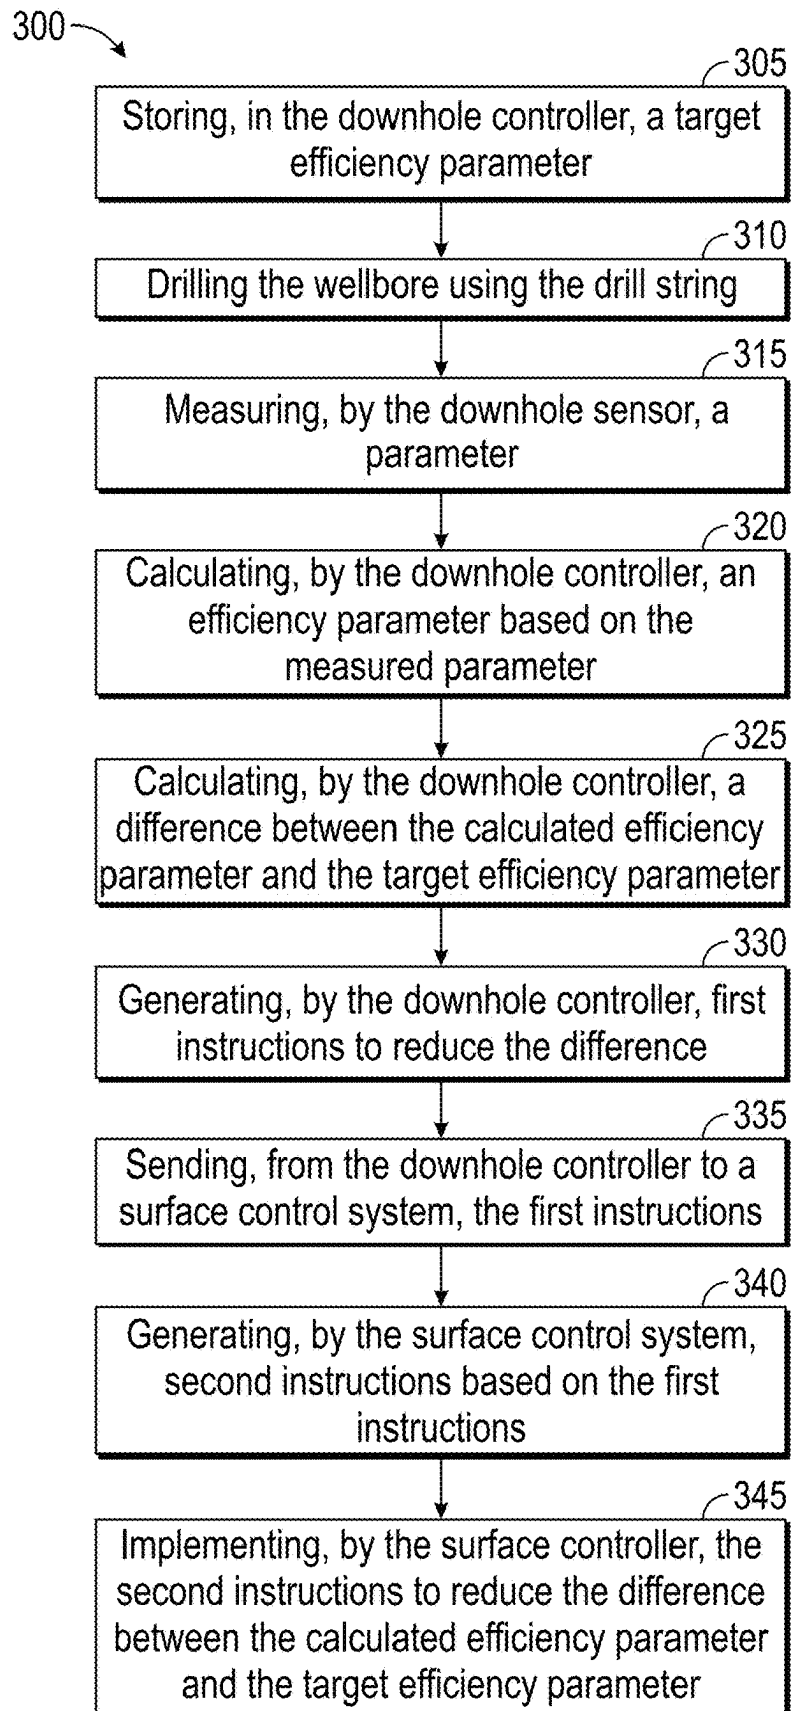 300
305
Storing, in the downhole controller, a target
efficiency parameter
310
Drilling the wellbore using the drill string
315
Measuring, by the downhole sensor, a
parameter
320
Calculating, by the downhole controller, an
efficiency parameter based on the
measured parameter
325
Calculating, by the downhole controller, a
difference between the calculated efficiency
parameter and the target efficiency parameter
330
Generating, by the downhole controller, first
instructions to reduce the difference
335
Sending, from the downhole controller to a
surface control system, the first instructions
340
Generating, by the surface control system,
second instructions based on the first
instructions
345
Implementing, by the surface controller, the
second instructions to reduce the difference
between the calculated efficiency parameter
and the target efficiency parameter